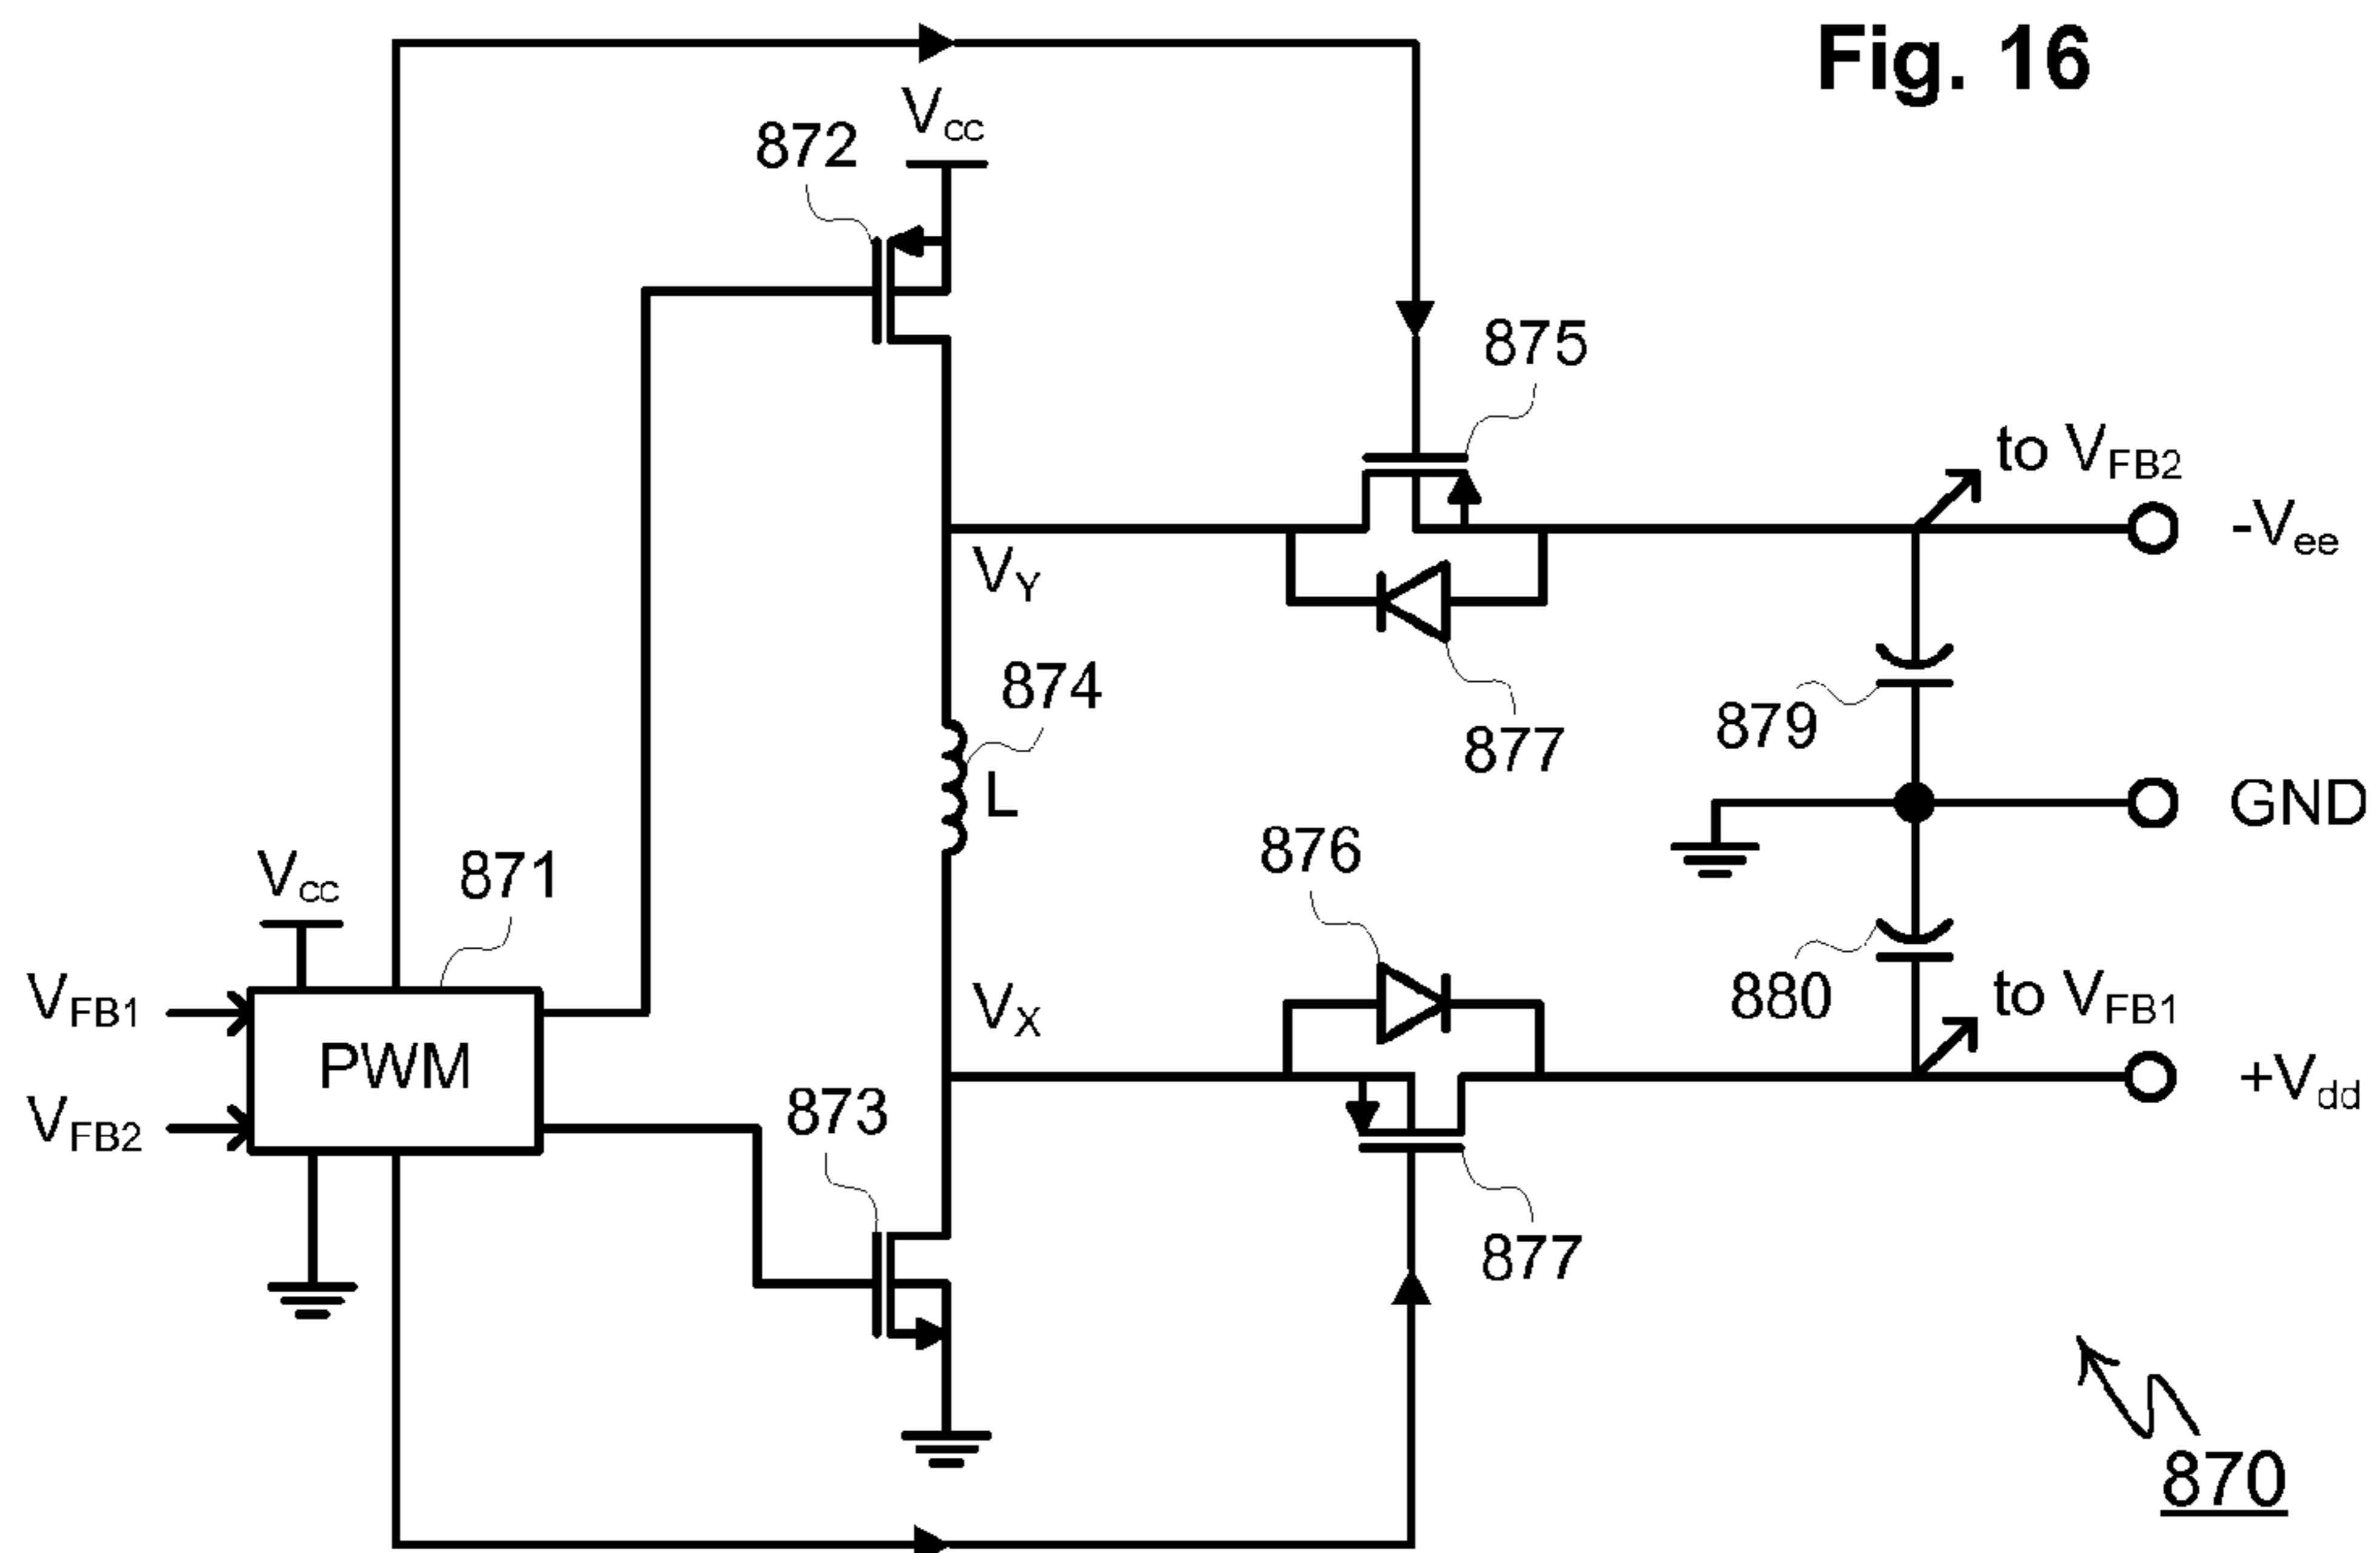 Fig. 16
VCC
872
875
to VFB2
-Vee
VY
874
877
879
L
GND
876
VCC
871
VX
880
to VFB1
VFB1
PWM
+Vdd
VFB2
873
877
870